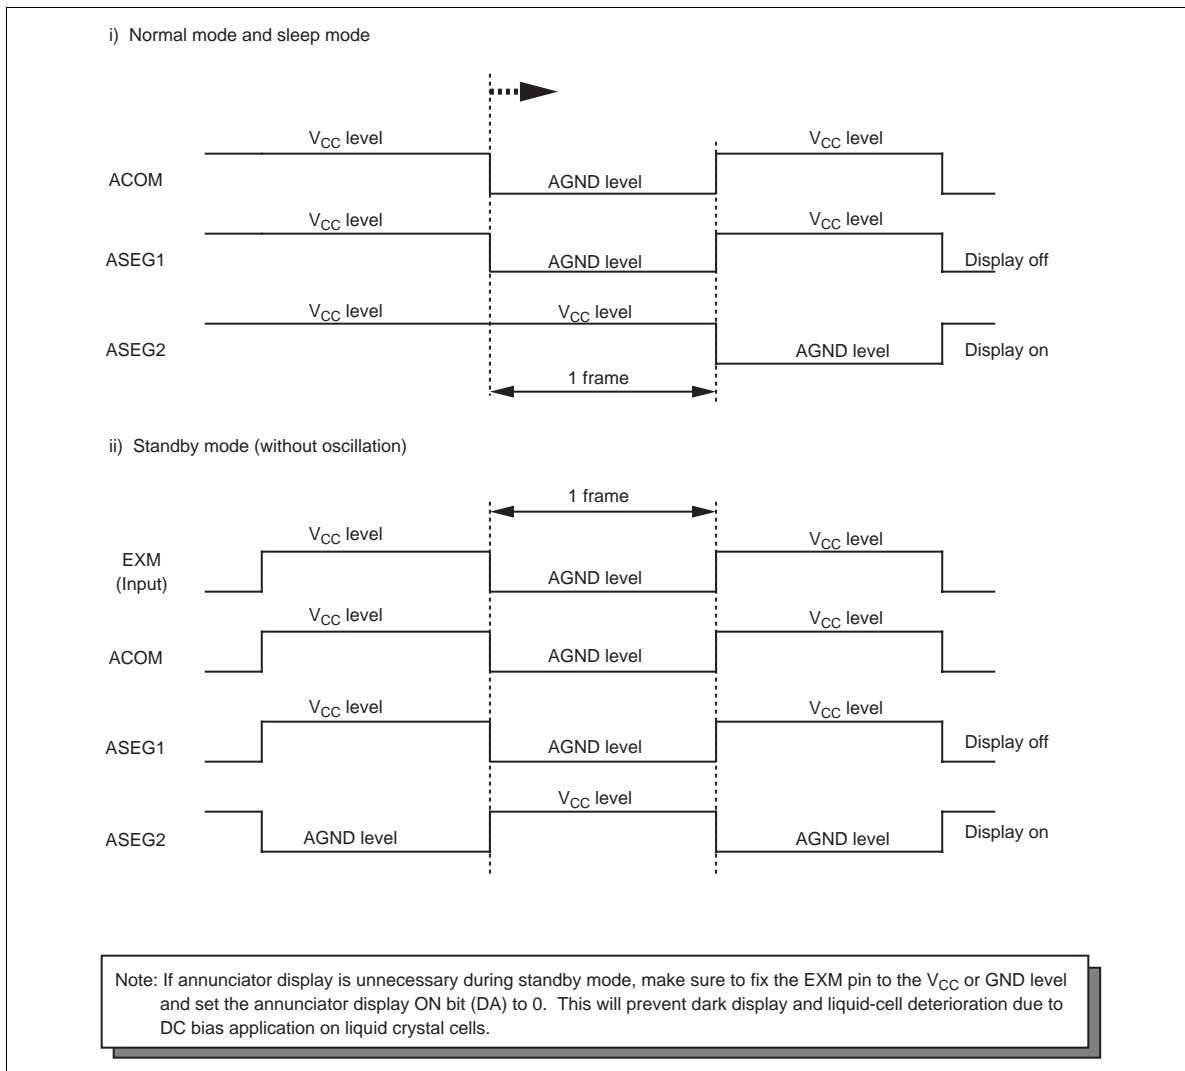 i) Normal mode and sleep mode
VCC level
VCC level
ACOM
AGND level
VCC level
VCC level
ASEG1
AGND level
Display off
VCC level
VCC level
ASEG2
AGND level
Display on
1 frame
ii) Standby mode (without oscillation)
1 frame
VCC level
VCC level
EXM
(Input)
AGND level
VCC level
VCC level
ACOM
AGND level
VCC level
VCC level
ASEG1
AGND level
Display off
VCC level
ASEG2
AGND level
AGND level
Display on
Note: If annunciator display is unnecessary during standby mode, make sure to fix the EXM pin to the VCC or GND level
and set the annunciator display ON bit (DA) to 0. This will prevent dark display and liquid-cell deterioration due to
DC bias application on liquid crystal cells.